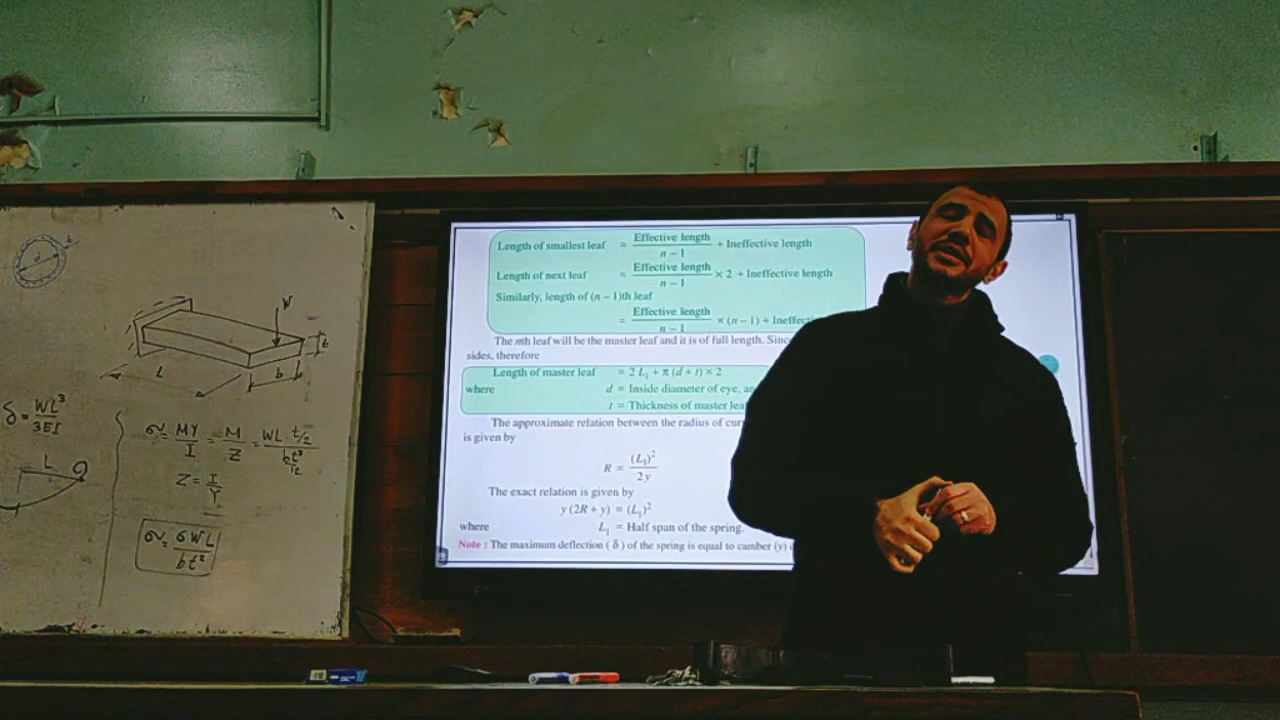 d
t
W
t
L
b
δ = WL³/3EI
L
σ = MY/I = M/Z = WL · t/2 / bt³/12
Z = I/Y
σ = 6WL/bt²
Length of smallest leaf = Effective length/n − 1 + Ineffective length
Length of next leaf = Effective length/n − 1 × 2 + Ineffective length
Similarly, length of (n − 1)th leaf
= Effective length/n − 1 × (n − 1) + Ineffec
The nth leaf will be the master leaf and it is of full length. Sinc
sides, therefore
Length of master leaf = 2 L₁ + π (d + t) × 2
where d = Inside diameter of eye, an
t = Thickness of master lea
The approximate relation between the radius of cur
is given by
R = (L₁)²/2y
The exact relation is given by
y (2R + y) = (L₁)²
where L₁ = Half span of the spring.
Note : The maximum deflection ( δ ) of the spring is equal to camber (y)